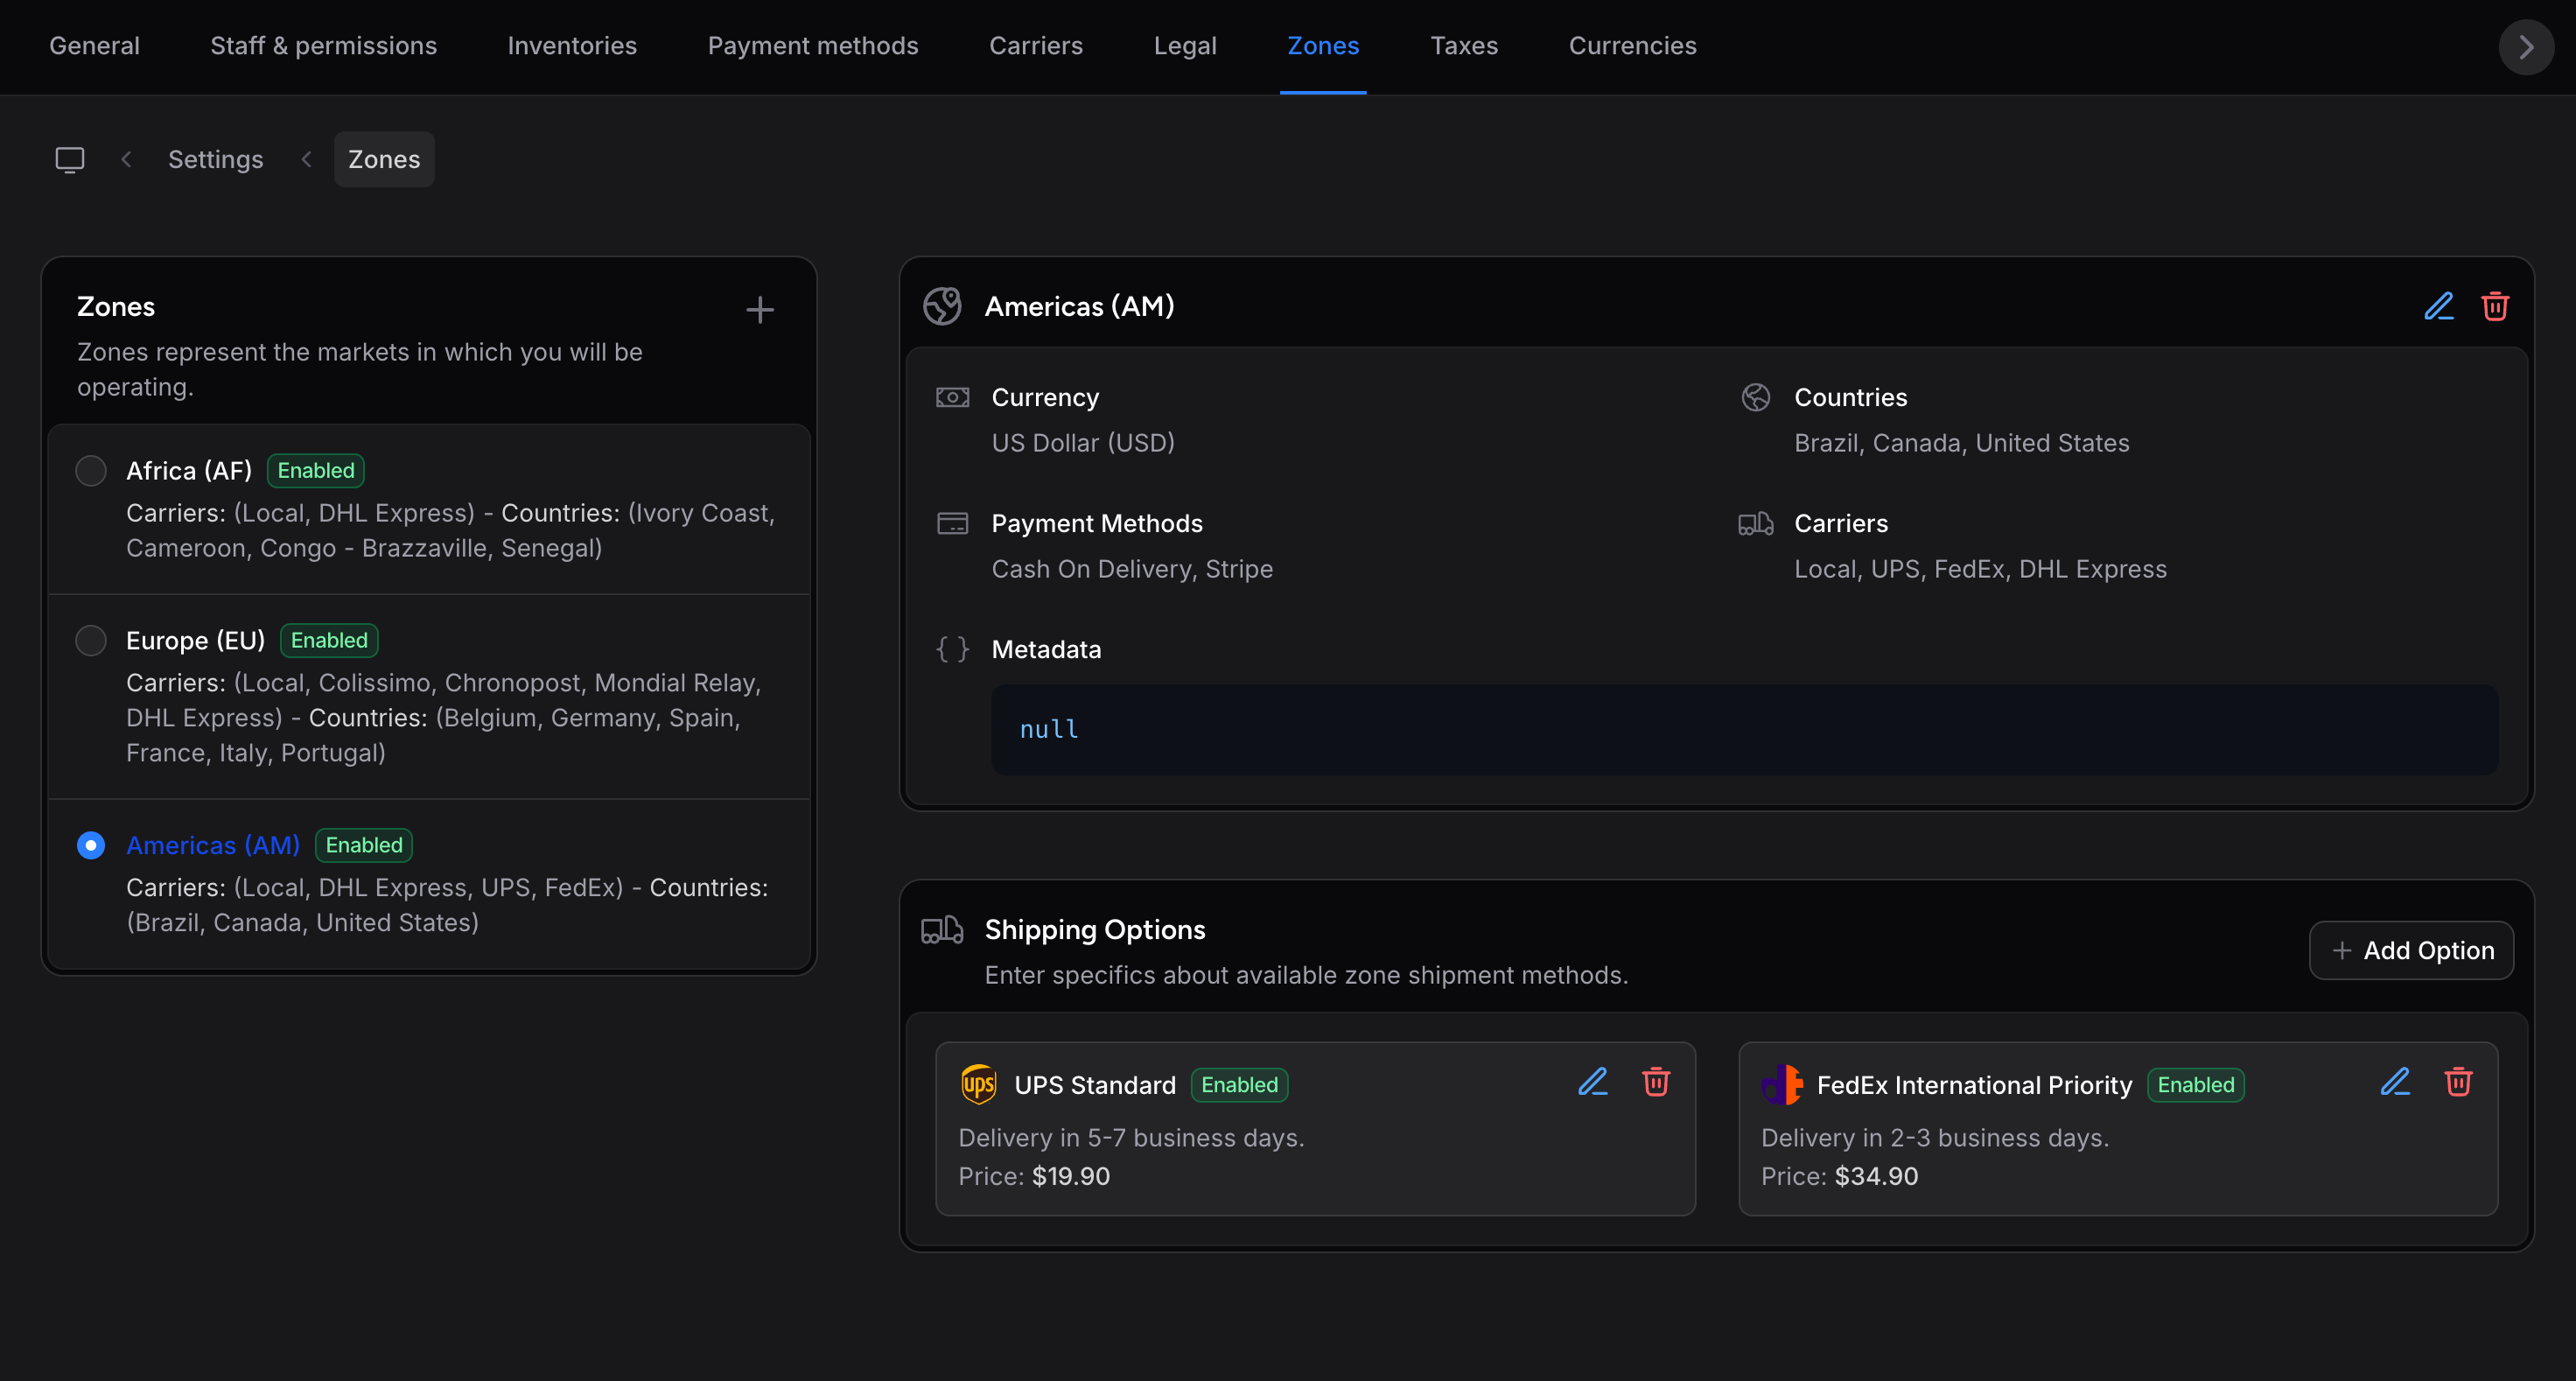 General Staff & permissions Inventories Payment methods Carriers Legal Zones Taxes Currencies
Settings Zones
Zones
Zones represent the markets in which you will be
operating.
Africa (AF) Enabled
Carriers: (Local, DHL Express) - Countries: (Ivory Coast,
Cameroon, Congo - Brazzaville, Senegal)
Europe (EU) Enabled
Carriers: (Local, Colissimo, Chronopost, Mondial Relay,
DHL Express) - Countries: (Belgium, Germany, Spain,
France, Italy, Portugal)
Americas (AM) Enabled
Carriers: (Local, DHL Express, UPS, FedEx) - Countries:
(Brazil, Canada, United States)
Americas (AM)
Currency
US Dollar (USD)
Countries
Brazil, Canada, United States
Payment Methods
Cash On Delivery, Stripe
Carriers
Local, UPS, FedEx, DHL Express
{ } Metadata
null
Shipping Options
Enter specifics about available zone shipment methods.
Add Option
ups UPS Standard Enabled
Delivery in 5-7 business days.
Price: $19.90
FedEx International Priority Enabled
Delivery in 2-3 business days.
Price: $34.90